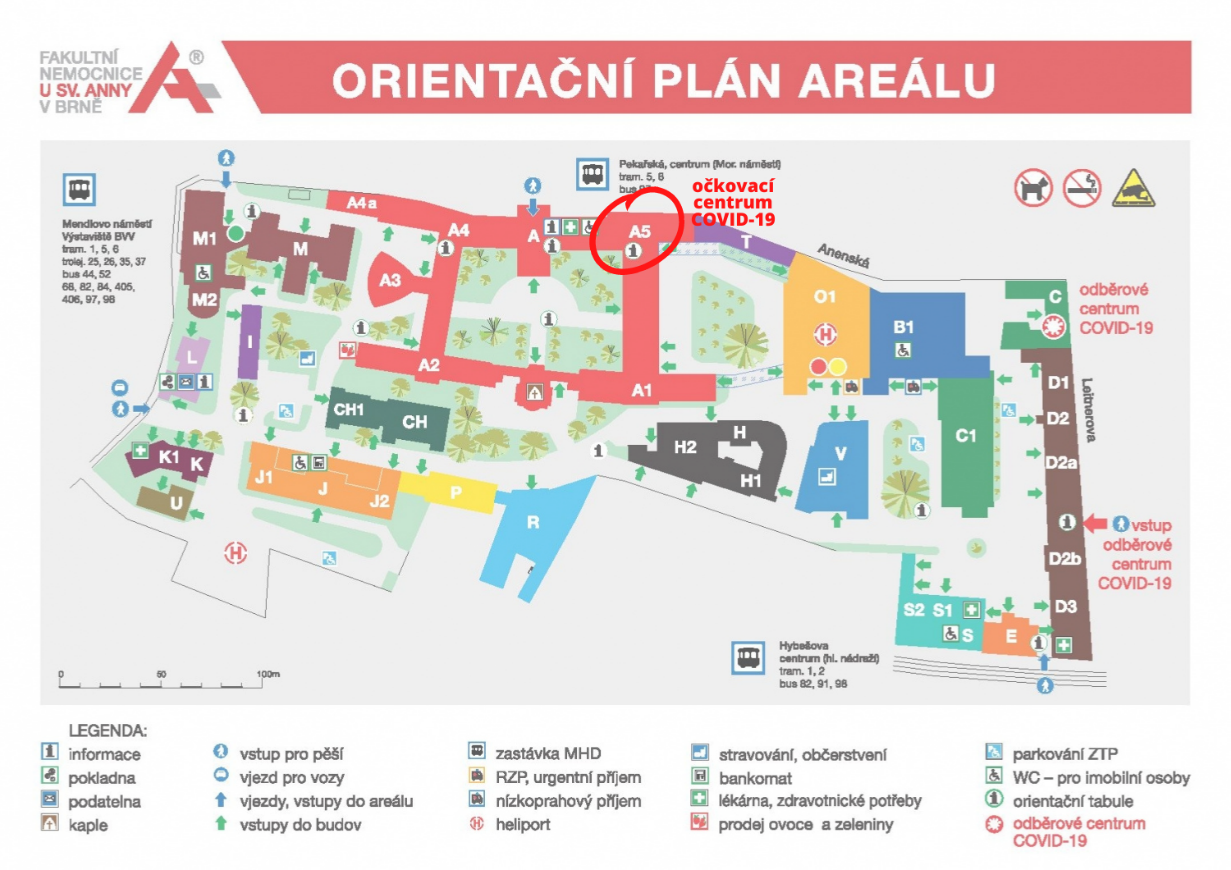 FAKULTNÍ
NEMOCNICE
U SV. ANNY
V BRNĚ
®
ORIENTAČNÍ PLÁN AREÁLU
Mendlovo náměstí
Výstaviště BVV
tram. 1, 5, 6
trolej. 25, 26, 35, 37
bus 44, 52
68, 82, 84, 405,
406, 97, 98
Pekařská, centrum (Mor. náměstí)
tram. 5, 6
bus
očkovací
centrum
COVID-19
A4a
A4
A
A5
T
Anenská
M1
M
M2
A3
O1
B1
C
odběrové
centrum
COVID-19
L
I
A2
A1
D1
Leitnerova
CH1
CH
H
H2
H1
V
C1
D2
D2a
K1
K
U
J1
J
J2
P
R
vstup
odběrové
centrum
COVID-19
D2b
D3
S2
S1
S
E
Hybešova
centrum (hl. nádraží)
tram. 1, 2
bus 82, 91, 98
0 50 100m
LEGENDA:
informace
pokladna
podatelna
kaple
vstup pro pěší
vjezd pro vozy
vjezdy, vstupy do areálu
vstupy do budov
zastávka MHD
RZP, urgentní příjem
nízkoprahový příjem
heliport
stravování, občerstvení
bankomat
lékárna, zdravotnické potřeby
prodej ovoce a zeleniny
parkování ZTP
WC – pro imobilní osoby
orientační tabule
odběrové centrum
COVID-19